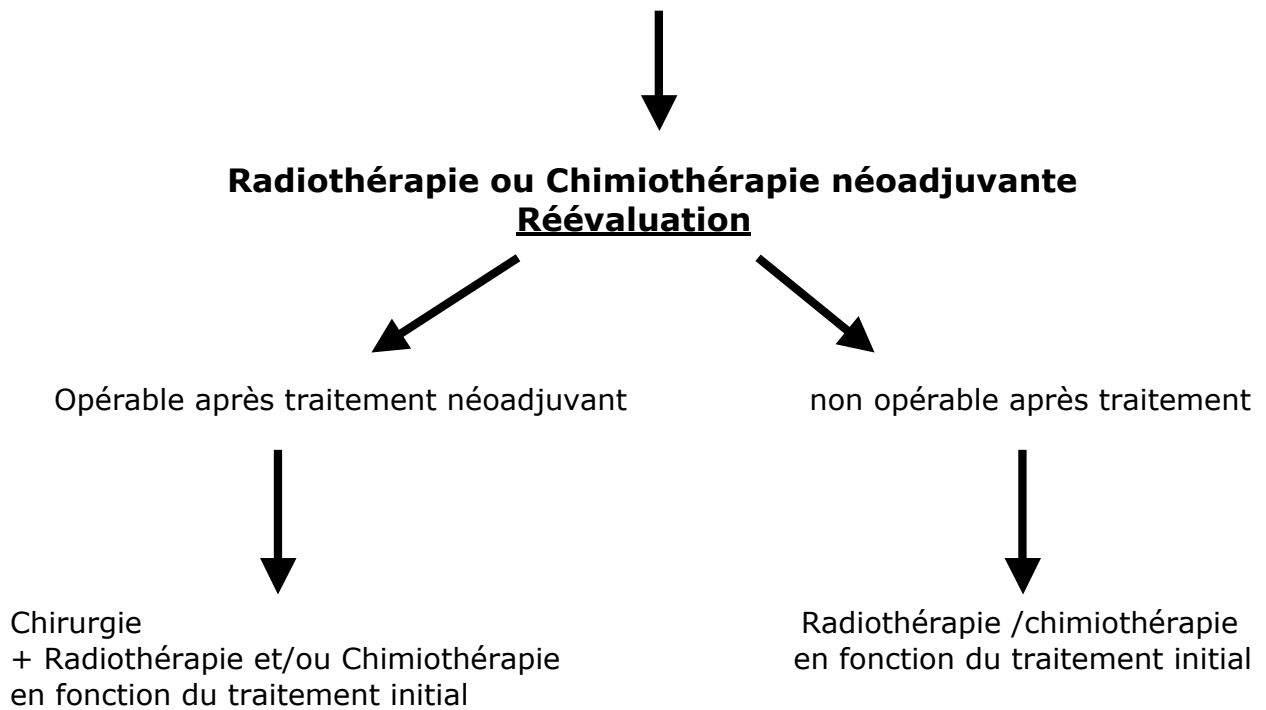 Radiothérapie ou Chimiothérapie néoadjuvante
Réévaluation
Opérable après traitement néoadjuvant
non opérable après traitement
Chirurgie
+ Radiothérapie et/ou Chimiothérapie
en fonction du traitement initial
Radiothérapie /chimiothérapie
en fonction du traitement initial